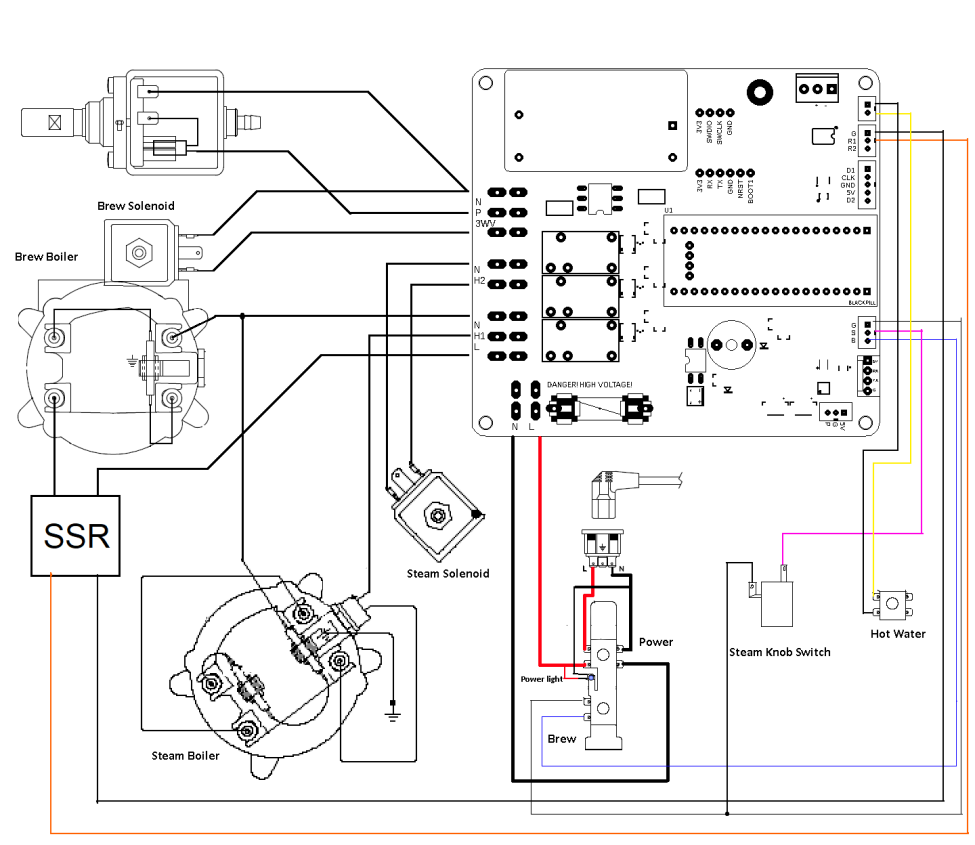 3V3
SWDIO
SWCLK
GND
G
R1
R2
3V3
RX
TX
GND
NRST
BOOT1
D1
CLK
GND
5V
D2
N
P
3WV
Brew Solenoid
U1
Brew Boiler
N
H2
BLACKPILL
N
H1
L
G
S
B
DANGER! HIGH VOLTAGE!
N L
5V
G
P
SSR
Steam Solenoid
L N
Power
Hot Water
Steam Knob Switch
Power light
Brew
Steam Boiler